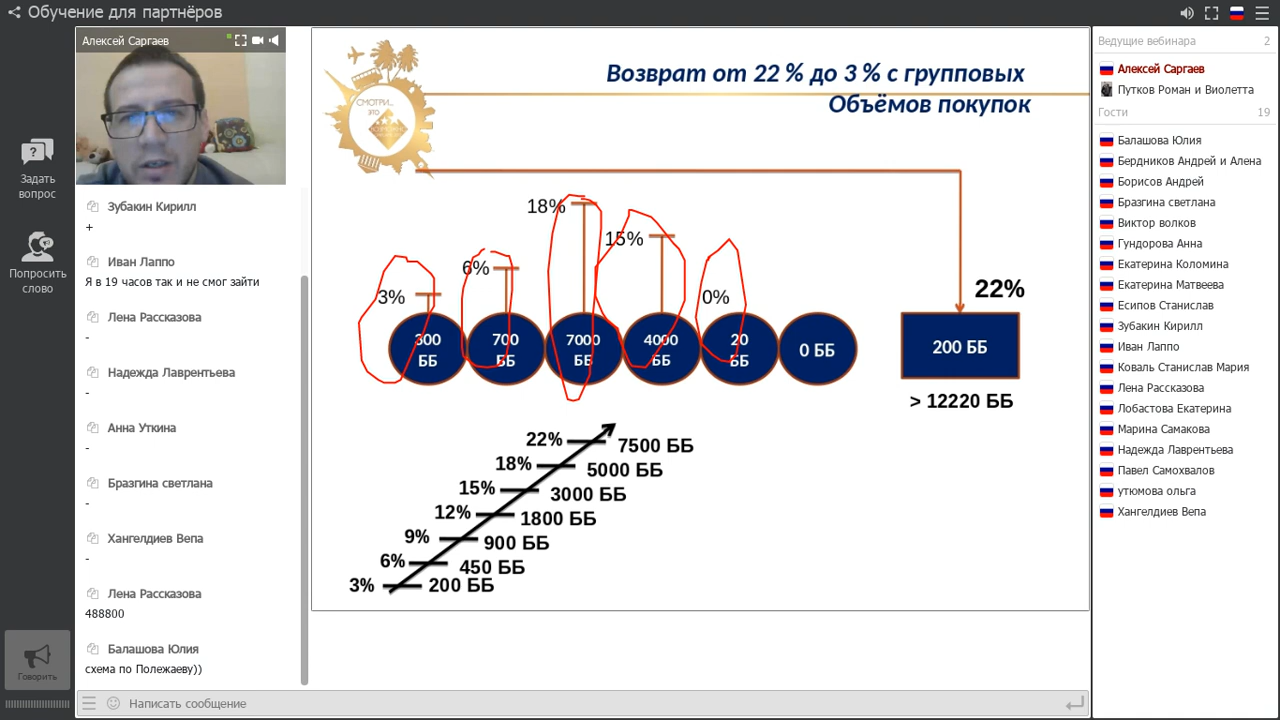 Обучение для партнёров
Алексей Саргаев
Задать
вопрос
Попросить
слово
Говорить
Зубакин Кирилл
+
Иван Лаппо
Я в 19 часов так и не смог зайти
Лена Рассказова
-
Надежда Лаврентьева
-
Анна Уткина
-
Бразгина светлана
-
Хангелдиев Вепа
-
Лена Рассказова
488800
Балашова Юлия
схема по Полежаеву))
Написать сообщение
СМОТРИ...
ЭТО
ВОЗМОЖНО
Возврат от 22 % до 3 % с групповых
Объёмов покупок
3%
6%
18%
15%
0%
22%
300
ББ
700
ББ
7000
ББ
4000
ББ
20
ББ
0 ББ
200 ББ
> 12220 ББ
22% 7500 ББ
18% 5000 ББ
15% 3000 ББ
12% 1800 ББ
9% 900 ББ
6% 450 ББ
3% 200 ББ
Ведущие вебинара 2
Алексей Саргаев
Путков Роман и Виолетта
Гости 19
Балашова Юлия
Бердников Андрей и Алена
Борисов Андрей
Бразгина светлана
Виктор волков
Гундорова Анна
Екатерина Коломина
Екатерина Матвеева
Есипов Станислав
Зубакин Кирилл
Иван Лаппо
Коваль Станислав Мария
Лена Рассказова
Лобастова Екатерина
Марина Самакова
Надежда Лаврентьева
Павел Самохвалов
утюмова ольга
Хангелдиев Вепа